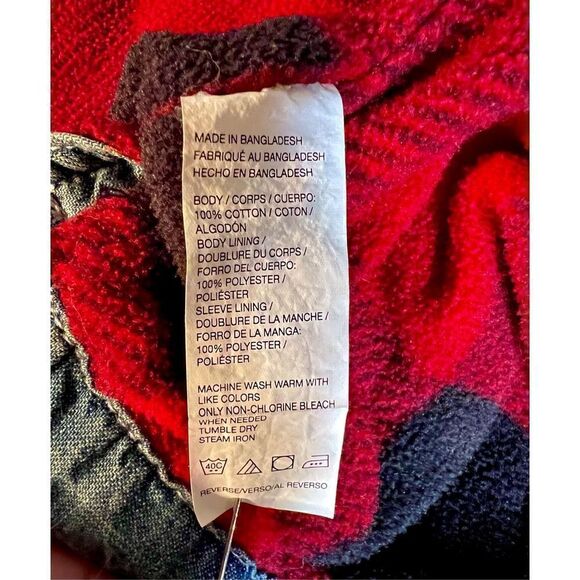 MADE IN BANGLADESH
FABRIQUÉ AU BANGLADESH
HECHO EN BANGLADESH
BODY / CORPS / CUERPO:
100% COTTON / COTON /
ALGODÓN
BODY LINING /
DOUBLURE DU CORPS /
FORRO DEL CUERPO:
100% POLYESTER /
POLIÉSTER
SLEEVE LINING /
DOUBLURE DE LA MANCHE /
FORRO DE LA MANGA:
100% POLYESTER /
POLIÉSTER
MACHINE WASH WARM WITH
LIKE COLORS
ONLY NON-CHLORINE BLEACH
WHEN NEEDED
TUMBLE DRY
STEAM IRON
40C
REVERSE/VERSO/AL REVERSO